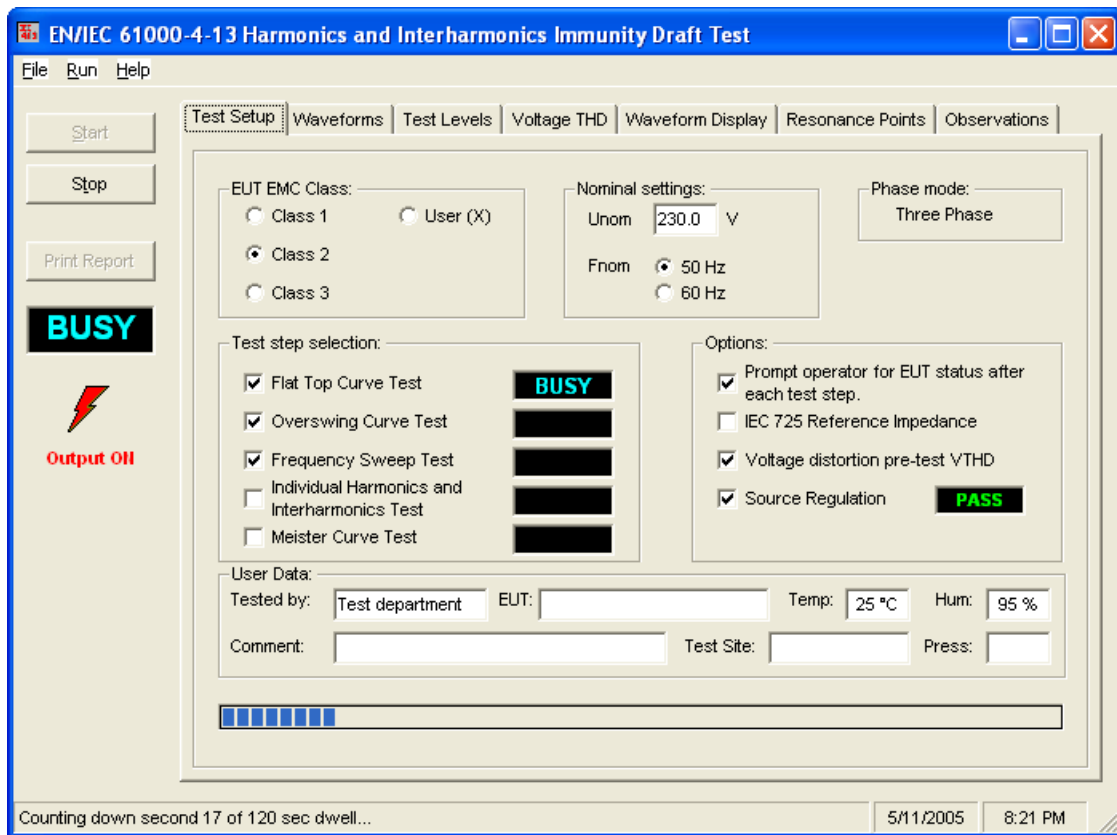 EN/IEC 61000-4-13 Harmonics and Interharmonics Immunity Draft Test
File Run Help
Start
Stop
Print Report
BUSY
Output ON
Test Setup Waveforms Test Levels Voltage THD Waveform Display Resonance Points Observations
EUT EMC Class:
Class 1 User (X)
Class 2
Class 3
Nominal settings:
Unom 230.0 V
Fnom 50 Hz
60 Hz
Phase mode:
Three Phase
Test step selection:
Flat Top Curve Test BUSY
Overswing Curve Test
Frequency Sweep Test
Individual Harmonics and
Interharmonics Test
Meister Curve Test
Options:
Prompt operator for EUT status after
each test step.
IEC 725 Reference Impedance
Voltage distortion pre-test VTHD
Source Regulation PASS
User Data:
Tested by: Test department EUT: Temp: 25 °C Hum: 95 %
Comment: Test Site: Press:
Counting down second 17 of 120 sec dwell... 5/11/2005 8:21 PM